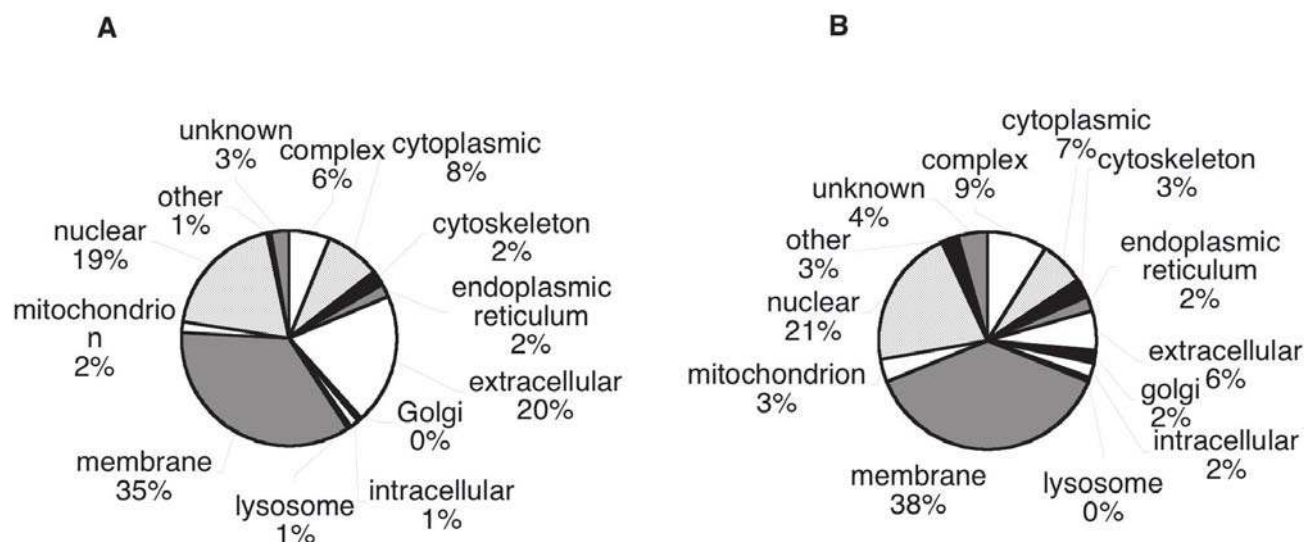 A
unknown
3%
complex
6%
cytoplasmic
8%
cytoskeleton
2%
endoplasmic
reticulum
2%
extracellular
20%
Golgi
0%
intracellular
1%
lysosome
1%
membrane
35%
mitochondrio
n
2%
nuclear
19%
other
1%
B
cytoplasmic
7%
complex
9%
cytoskeleton
3%
endoplasmic
reticulum
2%
extracellular
6%
golgi
2%
intracellular
2%
lysosome
0%
membrane
38%
mitochondrion
3%
nuclear
21%
other
3%
unknown
4%